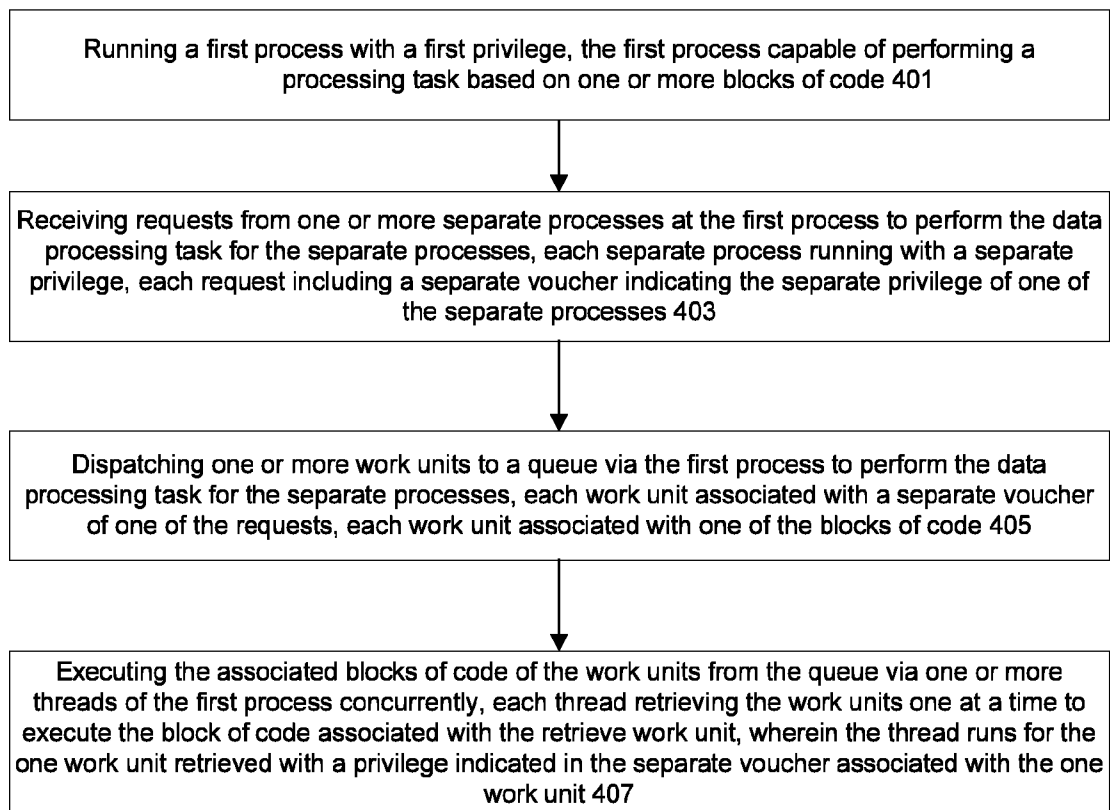 Running a first process with a first privilege, the first process capable of performing a
processing task based on one or more blocks of code 401
Receiving requests from one or more separate processes at the first process to perform the data
processing task for the separate processes, each separate process running with a separate
privilege, each request including a separate voucher indicating the separate privilege of one of
the separate processes 403
Dispatching one or more work units to a queue via the first process to perform the data
processing task for the separate processes, each work unit associated with a separate voucher
of one of the requests, each work unit associated with one of the blocks of code 405
Executing the associated blocks of code of the work units from the queue via one or more
threads of the first process concurrently, each thread retrieving the work units one at a time to
execute the block of code associated with the retrieve work unit, wherein the thread runs for the
one work unit retrieved with a privilege indicated in the separate voucher associated with the one
work unit 407